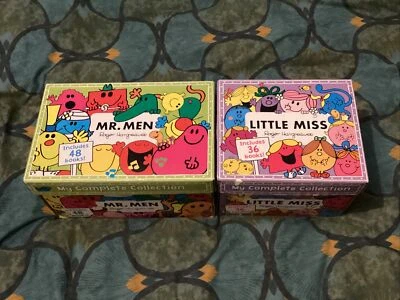 MR. MEN
Roger Hargreaves
Includes
48
books!
My Complete Collection
MR. MEN
LITTLE MISS
Roger Hargreaves
Includes
36
books!
My Complete Collection
LITTLE MISS